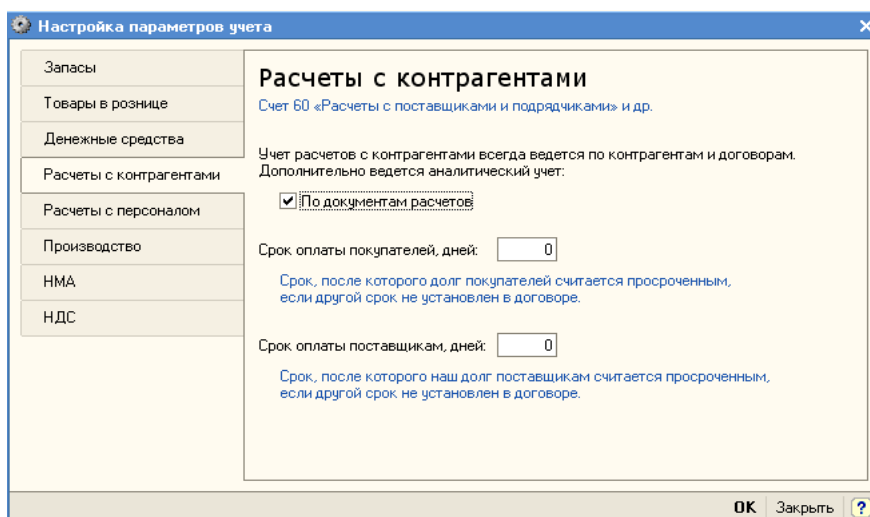 Настройка параметров учета
Запасы
Товары в рознице
Денежные средства
Расчеты с контрагентами
Расчеты с персоналом
Производство
НМА
НДС
Расчеты с контрагентами
Счет 60 «Расчеты с поставщиками и подрядчиками» и др.
Учет расчетов с контрагентами всегда ведется по контрагентам и договорам.
Дополнительно ведется аналитический учет:
По документам расчетов
Срок оплаты покупателей, дней: 0
Срок, после которого долг покупателей считается просроченным,
если другой срок не установлен в договоре.
Срок оплаты поставщикам, дней: 0
Срок, после которого наш долг поставщикам считается просроченным,
если другой срок не установлен в договоре.
OK Закрыть ?